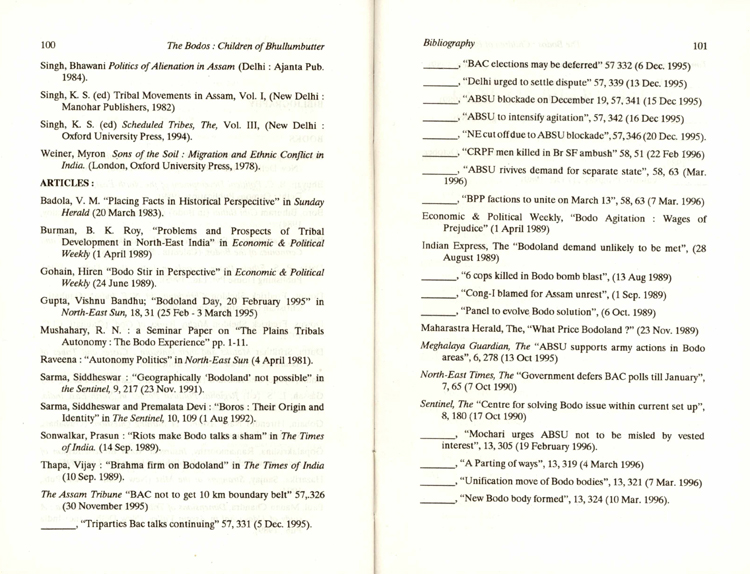 100 The Bodos : Children of Bhullumbutter
Singh, Bhawani Politics of Alienation in Assam (Delhi : Ajanta Pub.
1984).
Singh, K. S. (ed) Tribal Movements in Assam, Vol. I, (New Delhi :
Manohar Publishers, 1982)
Singh, K. S. (ed) Scheduled Tribes, The, Vol. III, (New Delhi :
Oxford University Press, 1994).
Weiner, Myron Sons of the Soil : Migration and Ethnic Conflict in
India. (London, Oxford University Press, 1978).
ARTICLES :
Badola, V. M. "Placing Facts in Historical Perspecitive" in Sunday
Herald (20 March 1983).
Burman, B. K. Roy, "Problems and Prospects of Tribal
Development in North-East India" in Economic & Political
Weekly (1 April 1989)
Gohain, Hiren "Bodo Stir in Perspective" in Economic & Political
Weekly (24 June 1989).
Gupta, Vishnu Bandhu; "Bodoland Day, 20 February 1995" in
North-East Sun, 18, 31 (25 Feb - 3 March 1995)
Mushahary, R. N. : a Seminar Paper on "The Plains Tribals
Autonomy : The Bodo Experience" pp. 1-11.
Raveena : "Autonomy Politics" in North-East Sun (4 April 1981).
Sarma, Siddheswar : "Geographically 'Bodoland' not possible" in
the Sentinel, 9, 217 (23 Nov. 1991).
Sarma, Siddheswar and Premalata Devi : "Boros : Their Origin and
Identity" in The Sentinel, 10, 109 (1 Aug 1992).
Sonwalkar, Prasun : "Riots make Bodo talks a sham" in The Times
of India. (14 Sep. 1989).
Thapa, Vijay : "Brahma firm on Bodoland" in The Times of India
(10 Sep. 1989).
The Assam Tribune "BAC not to get 10 km boundary belt" 57,.326
(30 November 1995)
______, "Triparties Bac talks continuing" 57, 331 (5 Dec. 1995).
Bibliography 101
______, "BAC elections may be deferred" 57 332 (6 Dec. 1995)
______, "Delhi urged to settle dispute" 57, 339 (13 Dec. 1995)
______, "ABSU blockade on December 19, 57, 341 (15 Dec 1995)
______, "ABSU to intensify agitation", 57, 342 (16 Dec 1995)
______, "NE cut off due to ABSU blockade", 57, 346 (20 Dec. 1995).
______, "CRPF men killed in Br SF ambush" 58, 51 (22 Feb 1996)
______, "ABSU rivives demand for separate state", 58, 63 (Mar.
1996)
______, "BPP factions to unite on March 13", 58, 63 (7 Mar. 1996)
Economic & Political Weekly, "Bodo Agitation : Wages of
Prejudice" (1 April 1989)
Indian Express, The "Bodoland demand unlikely to be met", (28
August 1989)
______, "6 cops killed in Bodo bomb blast", (13 Aug 1989)
______, "Cong-I blamed for Assam unrest", (1 Sep. 1989)
______, "Panel to evolve Bodo solution", (6 Oct. 1989)
Maharastra Herald, The, "What Price Bodoland ?" (23 Nov. 1989)
Meghalaya Guardian, The "ABSU supports army actions in Bodo
areas", 6, 278 (13 Oct 1995)
North-East Times, The "Government defers BAC polls till January",
7, 65 (7 Oct 1990)
Sentinel, The "Centre for solving Bodo issue within current set up",
8, 180 (17 Oct 1990)
______, "Mochari urges ABSU not to be misled by vested
interest", 13, 305 (19 February 1996).
______, "A Parting of ways", 13, 319 (4 March 1996)
______, "Unification move of Bodo bodies", 13, 321 (7 Mar. 1996)
______, "New Bodo body formed", 13, 324 (10 Mar. 1996).